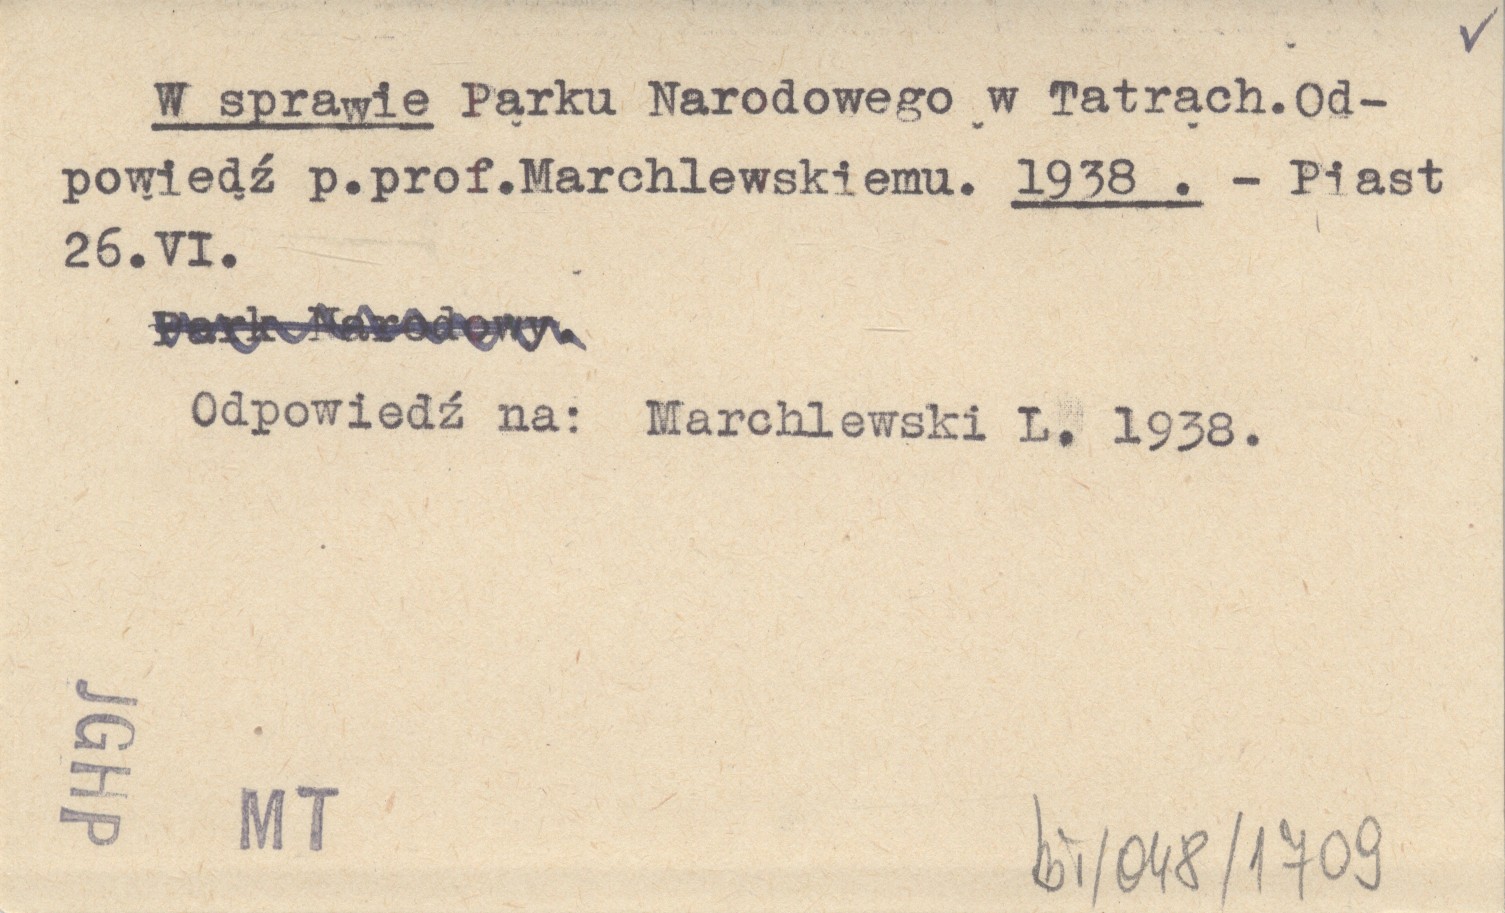 W sprawie Parku Narodowego w Tatrach.Od-
powiedź p.prof.Marchlewskiemu. 1938 . - Piast
26.VI.
Park Narodowy.
Odpowiedź na: Marchlewski L. 1938.
JGHP
MT
bT/048/1709